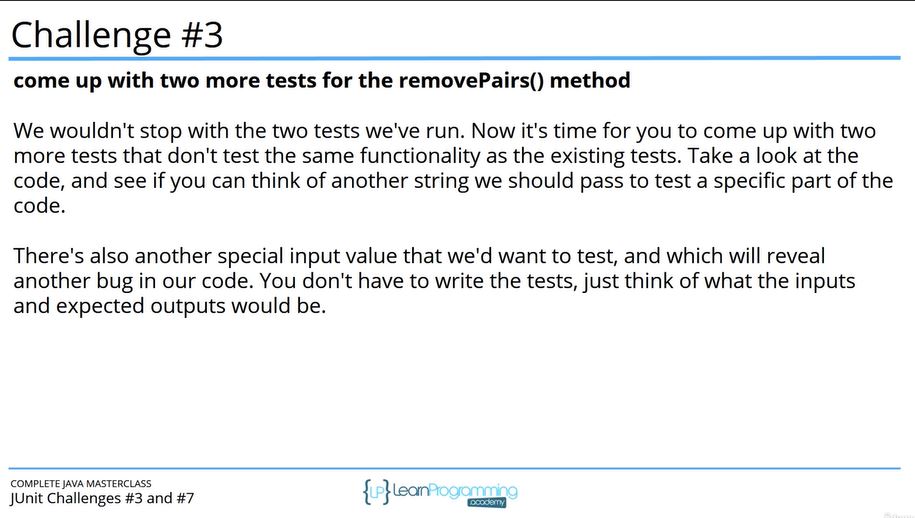 Challenge #3
come up with two more tests for the removePairs() method
We wouldn't stop with the two tests we've run. Now it's time for you to come up with two
more tests that don't test the same functionality as the existing tests. Take a look at the
code, and see if you can think of another string we should pass to test a specific part of the
code.
There's also another special input value that we'd want to test, and which will reveal
another bug in our code. You don't have to write the tests, just think of what the inputs
and expected outputs would be.
COMPLETE JAVA MASTERCLASS
JUnit Challenges #3 and #7
{LP} LearnProgramming
.academy